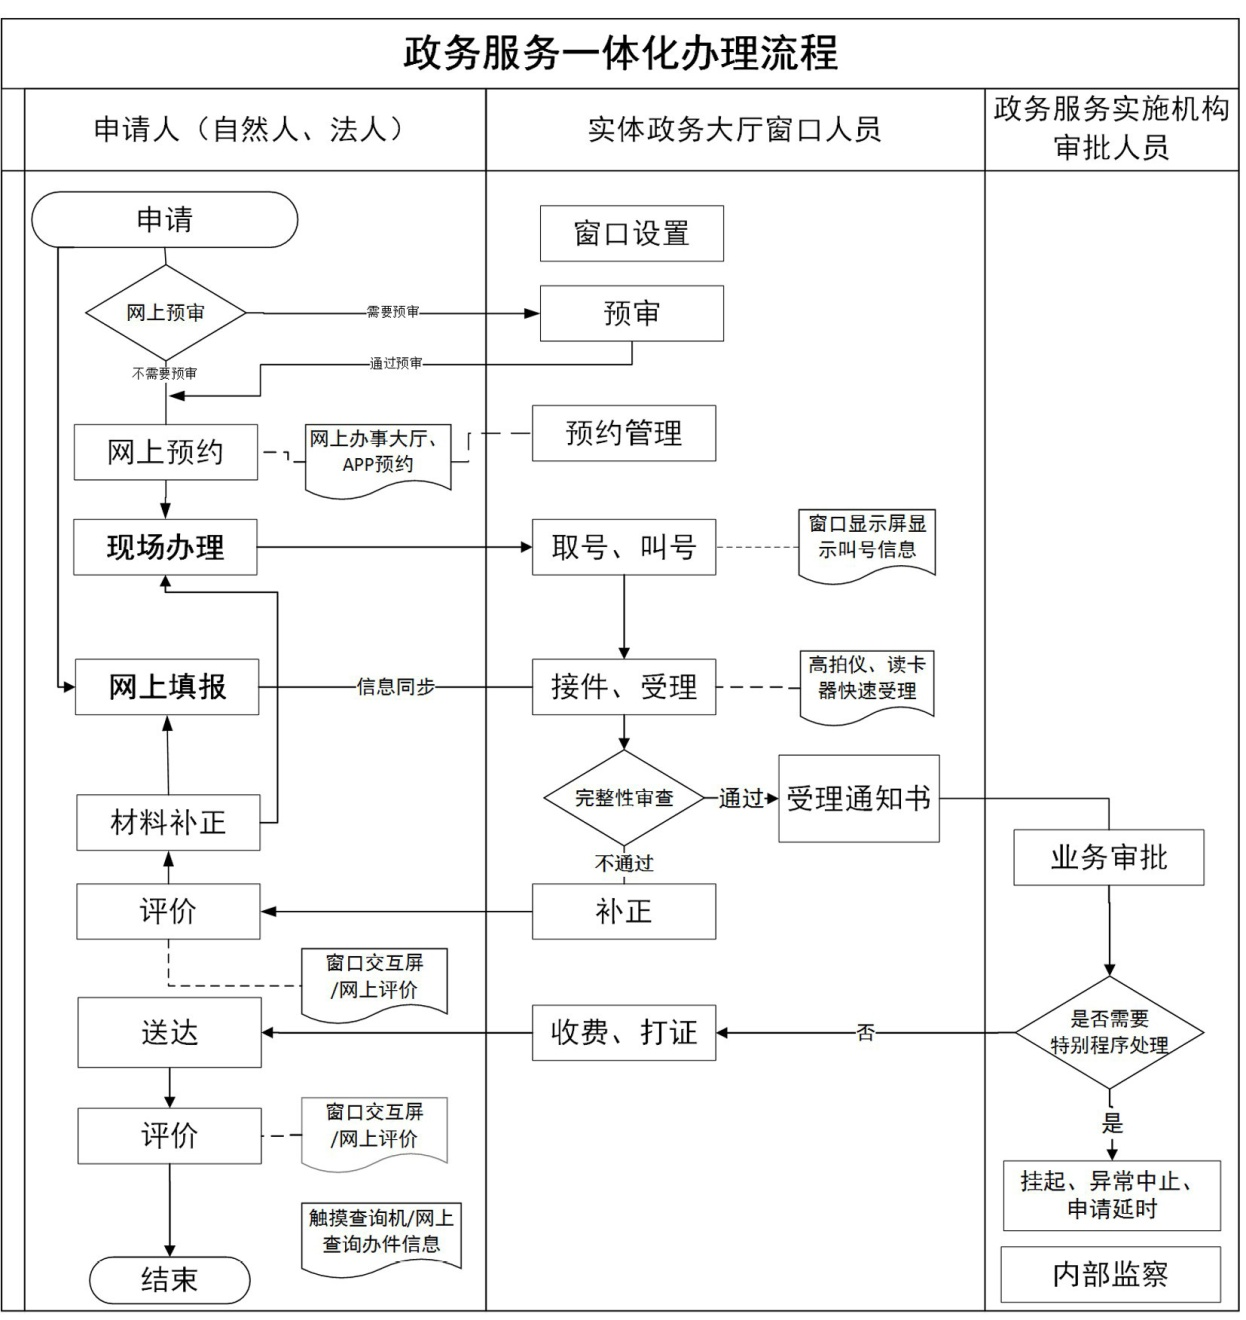 政务服务一体化办理流程
申请人（自然人、法人）
实体政务大厅窗口人员
政务服务实施机构
审批人员
申请
窗口设置
网上预审
需要预审
预审
通过预审
不需要预审
网上预约
网上办事大厅、
APP预约
预约管理
现场办理
取号、叫号
窗口显示屏显
示叫号信息
网上填报
信息同步
接件、受理
高拍仪、读卡
器快速受理
完整性审查
通过
受理通知书
材料补正
不通过
业务审批
评价
补正
窗口交互屏
/网上评价
送达
收费、打证
否
是否需要
特别程序处理
评价
窗口交互屏
/网上评价
是
挂起、异常中止、
申请延时
触摸查询机/网上
查询办件信息
结束
内部监察